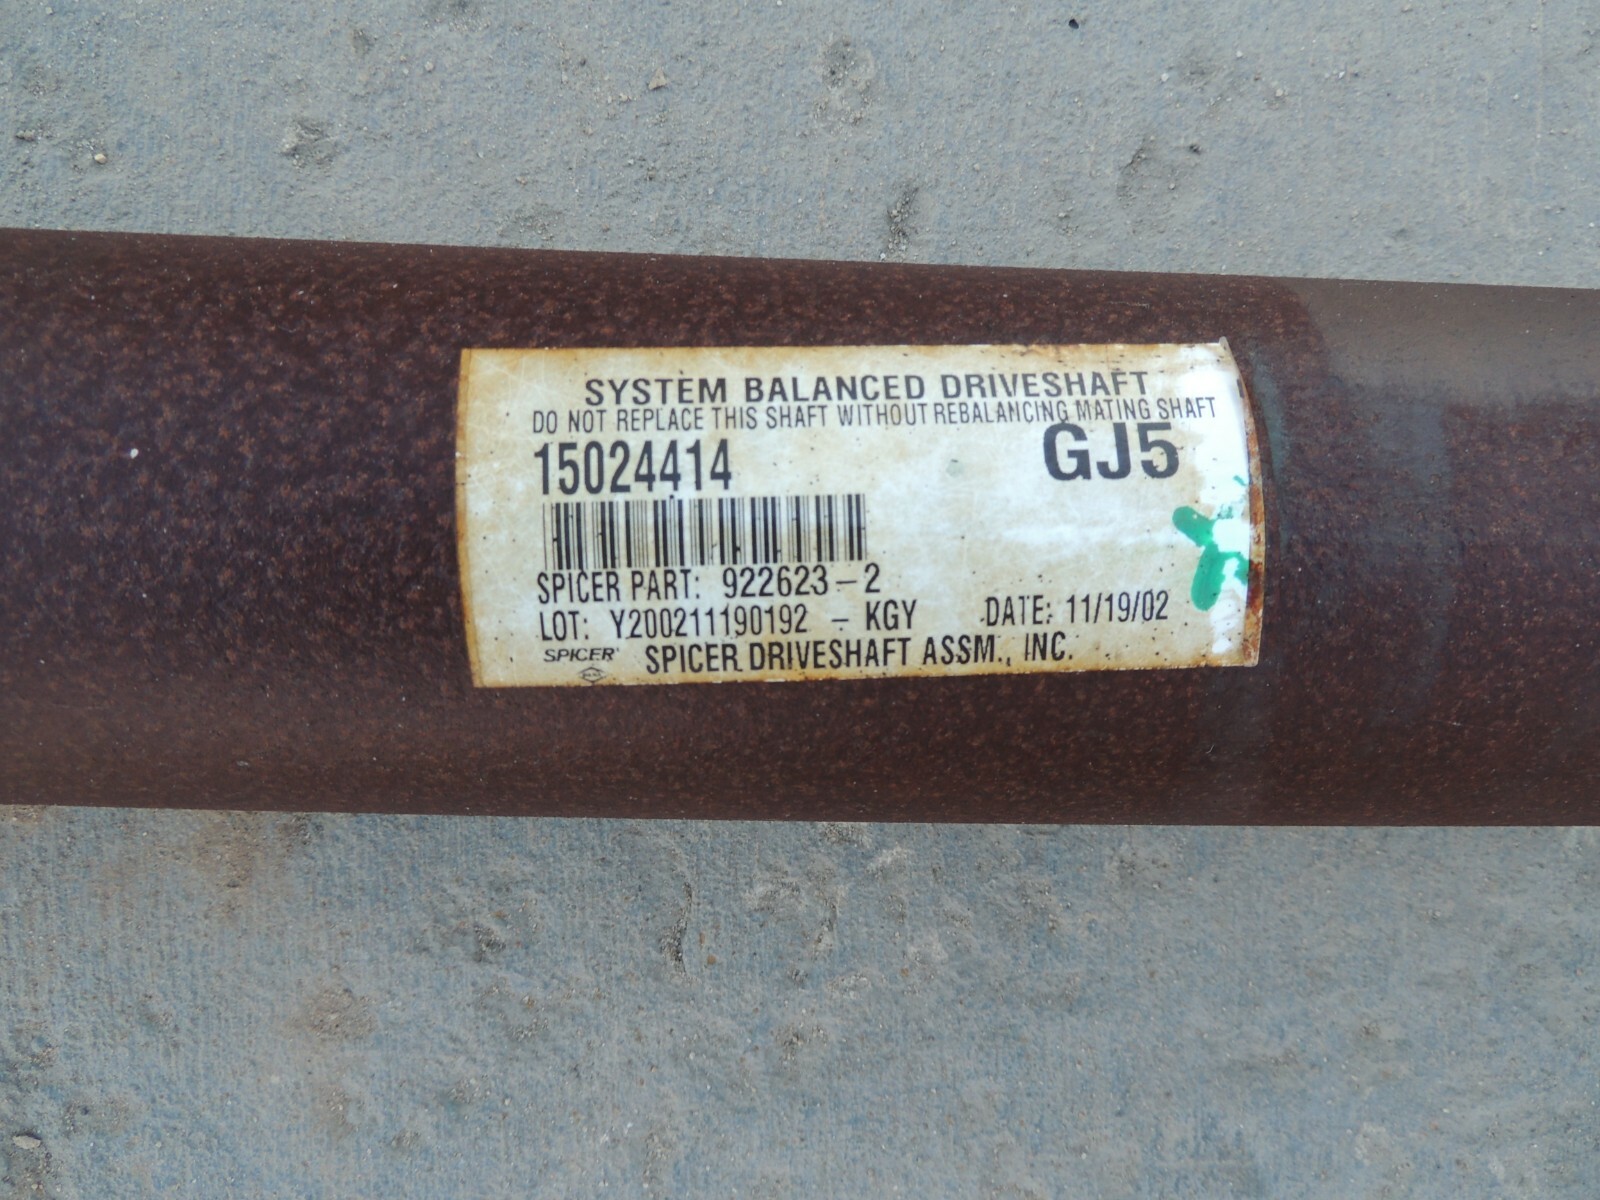 SYSTEM BALANCED DRIVESHAFT
DO NOT REPLACE THIS SHAFT WITHOUT REBALANCING MATING SHAFT
15024414 GJ5
SPICER PART: 922623-2
LOT: Y200211190192 - KGY DATE: 11/19/02
SPICER SPICER DRIVESHAFT ASSM., INC.